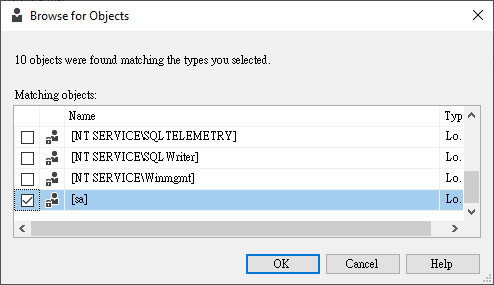 Browse for Objects
10 objects were found matching the types you selected.
Matching objects:
Name Typ
[NT SERVICE\SQLTELEMETRY] Lo.
[NT SERVICE\SQLWriter] Lo.
[NT SERVICE\Winmgmt] Lo.
[sa] Lo.
OK Cancel Help